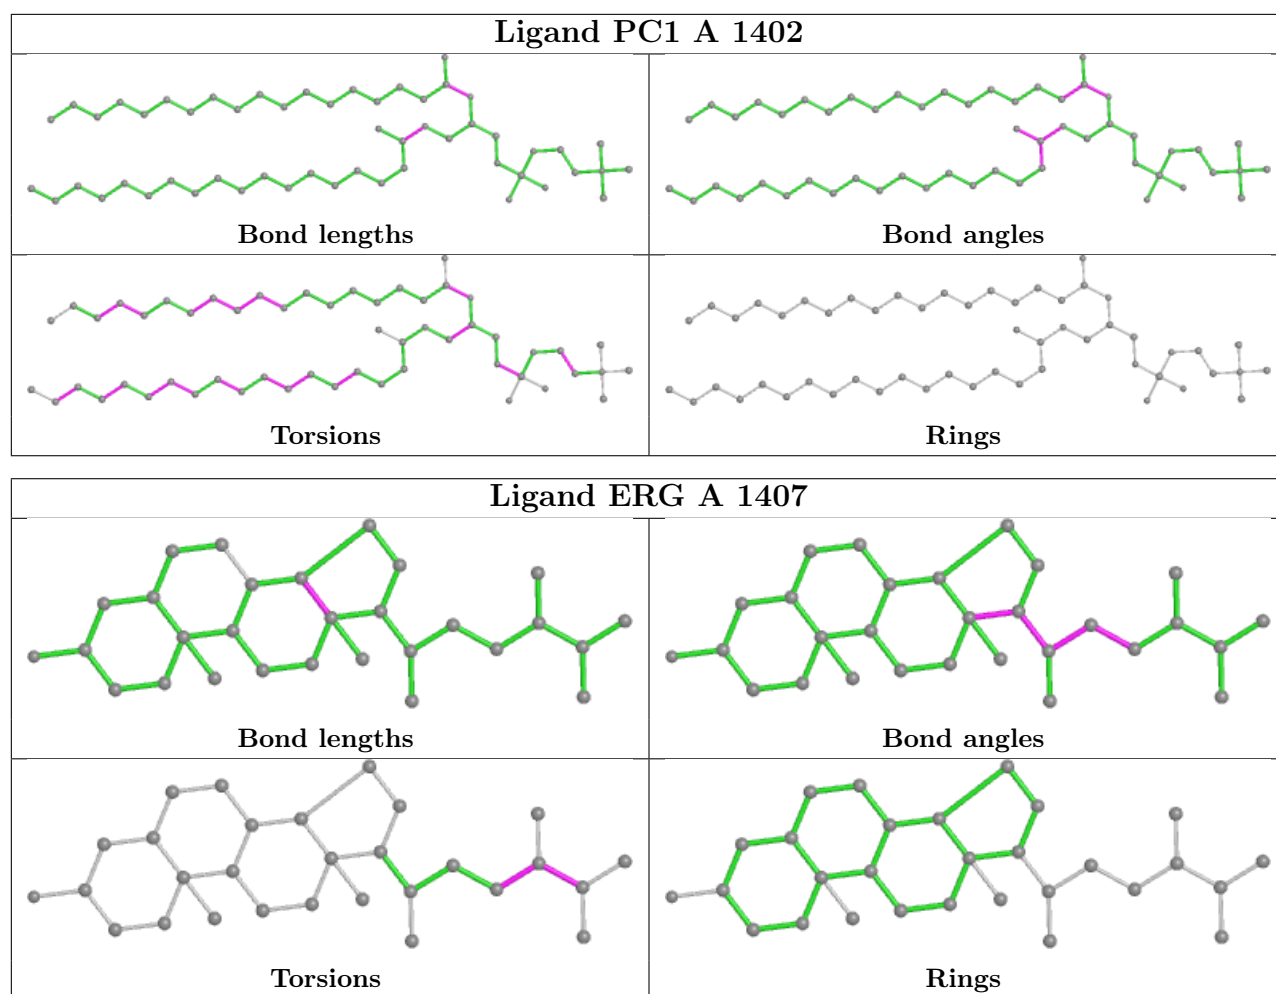 Ligand PC1 A 1402
Bond lengths
Bond angles
Torsions
Rings
Ligand ERG A 1407
Bond lengths
Bond angles
Torsions
Rings